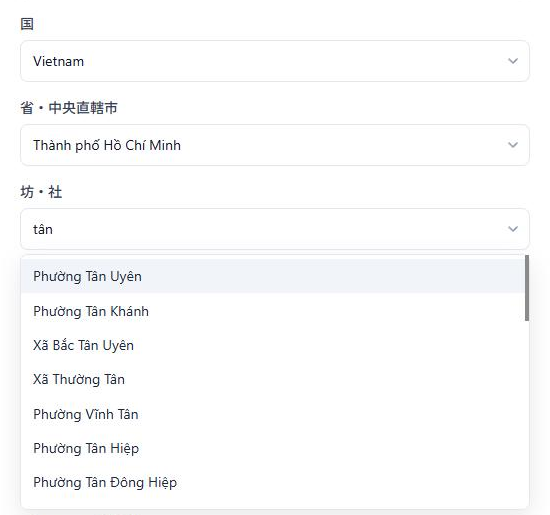 国
Vietnam
省・中央直轄市
Thành phố Hồ Chí Minh
坊・社
tân
Phường Tân Uyên
Phường Tân Khánh
Xã Bắc Tân Uyên
Xã Thường Tân
Phường Vĩnh Tân
Phường Tân Hiệp
Phường Tân Đông Hiệp